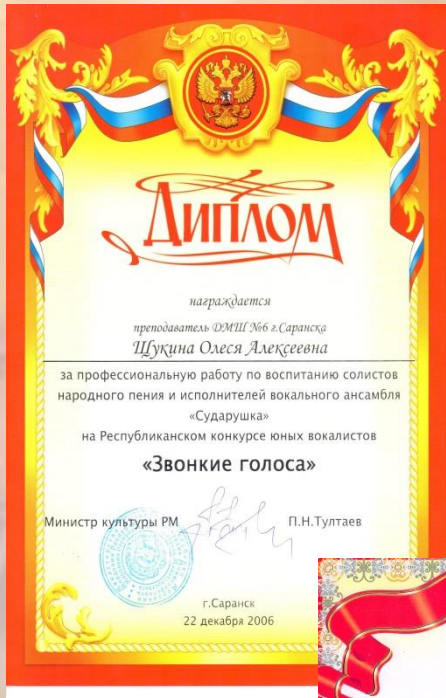 Диплом
награждается
преподаватель ДМШ №6 г.Саранска
Щукина Олеся Алексеевна
за профессиональную работу по воспитанию солистов
народного пения и исполнителей вокального ансамбля
«Сударушка»
на Республиканском конкурсе юных вокалистов
«Звонкие голоса»
Министр культуры РМ П.Н.Тултаев
г.Саранск
22 декабря 2006